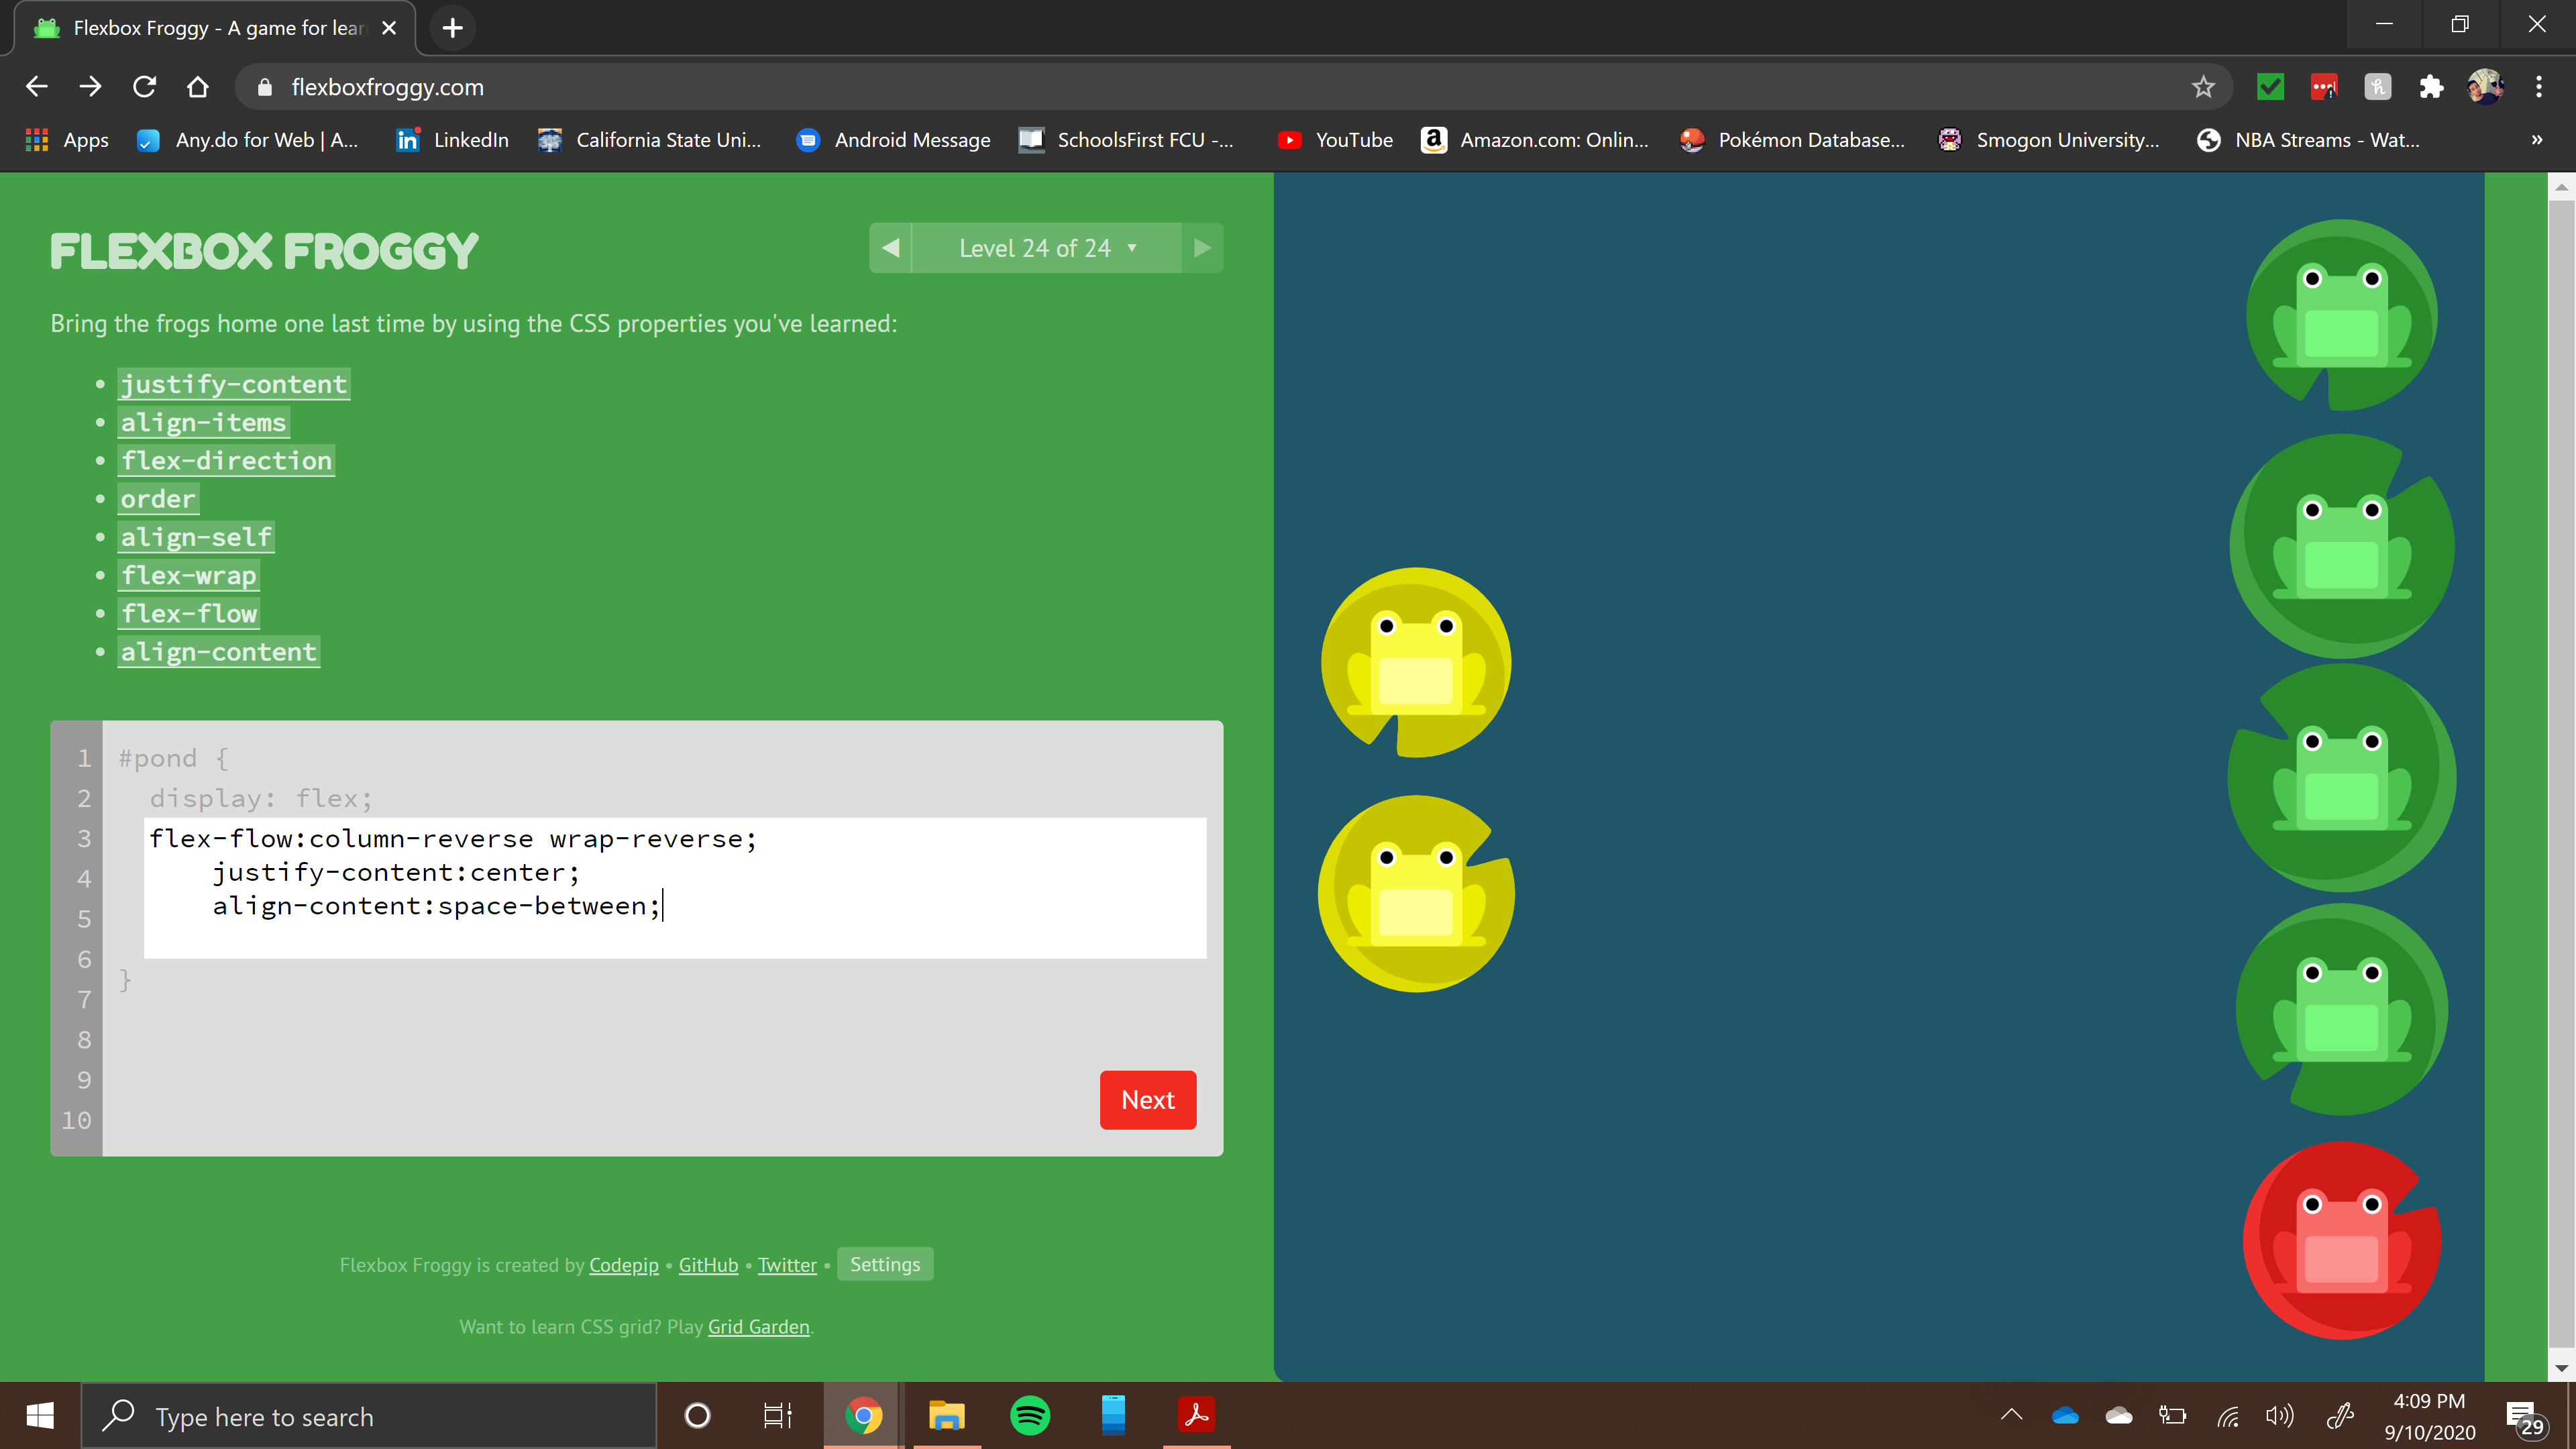 Flexbox Froggy - A game for lear
flexboxfroggy.com
Apps
Any.do for Web | A...
LinkedIn
California State Uni...
Android Message
SchoolsFirst FCU -...
YouTube
Amazon.com: Onlin...
Pokémon Database...
Smogon University...
NBA Streams - Wat...
»
FLEXBOX FROGGY
Level 24 of 24
Bring the frogs home one last time by using the CSS properties you've learned:
• justify-content
• align-items
• flex-direction
• order
• align-self
• flex-wrap
• flex-flow
• align-content
1 #pond {
2 display: flex;
3 flex-flow:column-reverse wrap-reverse;
4 justify-content:center;
5 align-content:space-between;
6 }
7
8
9
10
Next
Flexbox Froggy is created by Codepip • GitHub • Twitter • Settings
Want to learn CSS grid? Play Grid Garden.
Type here to search
4:09 PM
9/10/2020
29